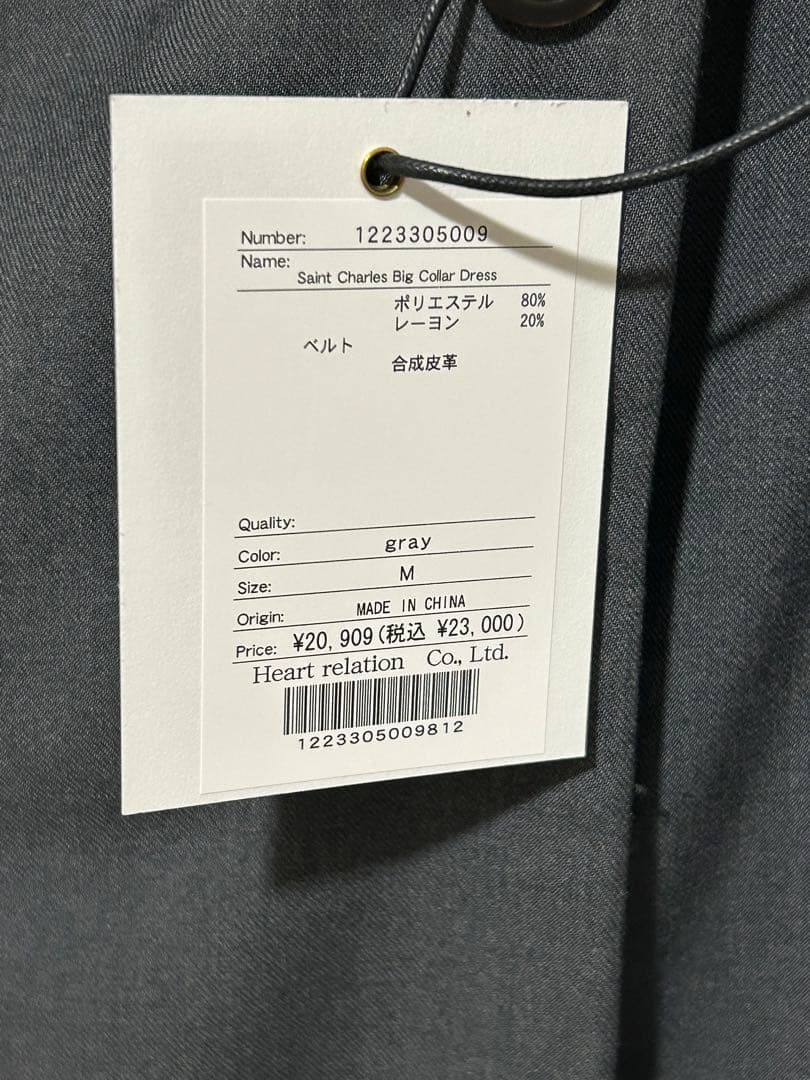 Number: 1223305009
Name:
Saint Charles Big Collar Dress
ポリエステル 80%
レーヨン 20%
ベルト
合成皮革
Quality:
Color: gray
Size: M
Origin: MADE IN CHINA
Price: ¥20,909(税込 ¥23,000)
Heart relation Co., Ltd.
1223305009812